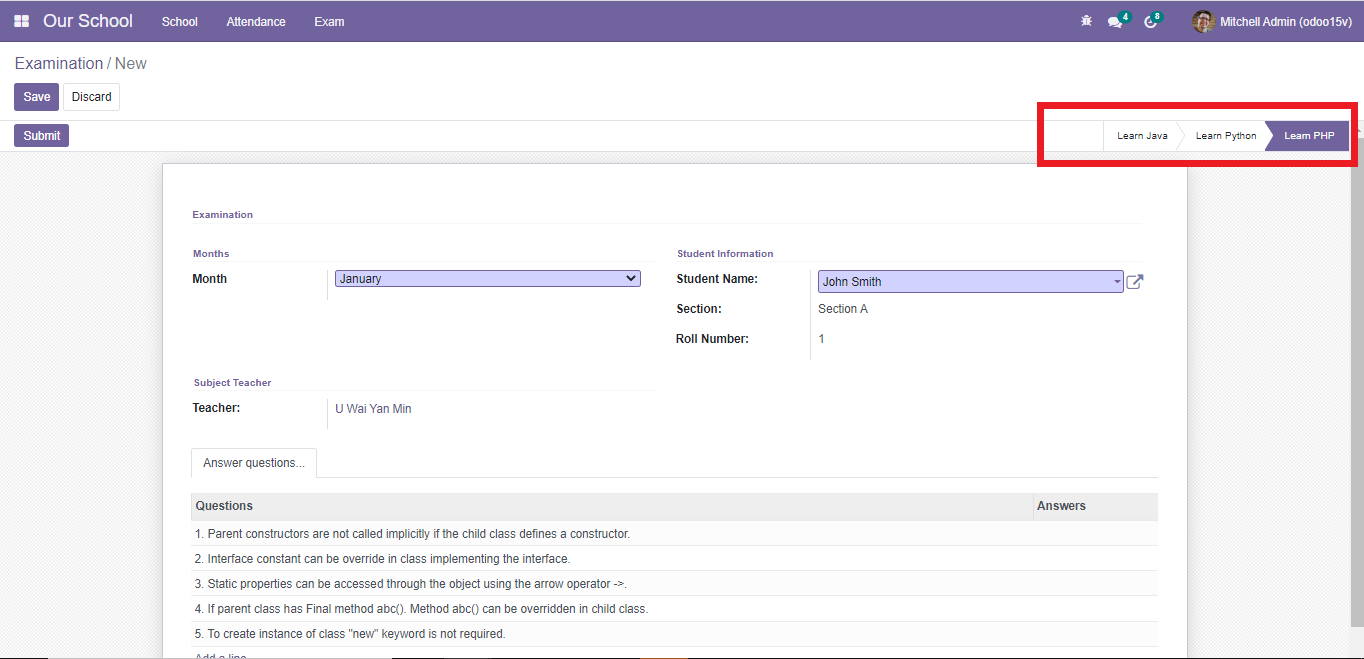 Our School School Attendance Exam 4 8 Mitchell Admin (odoo15v)
Examination / New
Save Discard
Submit Learn Java Learn Python Learn PHP
Examination
Months Student Information
Month January Student Name: John Smith
Section: Section A
Roll Number: 1
Subject Teacher
Teacher: U Wai Yan Min
Answer questions...
Questions Answers
1. Parent constructors are not called implicitly if the child class defines a constructor.
2. Interface constant can be override in class implementing the interface.
3. Static properties can be accessed through the object using the arrow operator ->.
4. If parent class has Final method abc(). Method abc() can be overridden in child class.
5. To create instance of class "new" keyword is not required.
Add a line